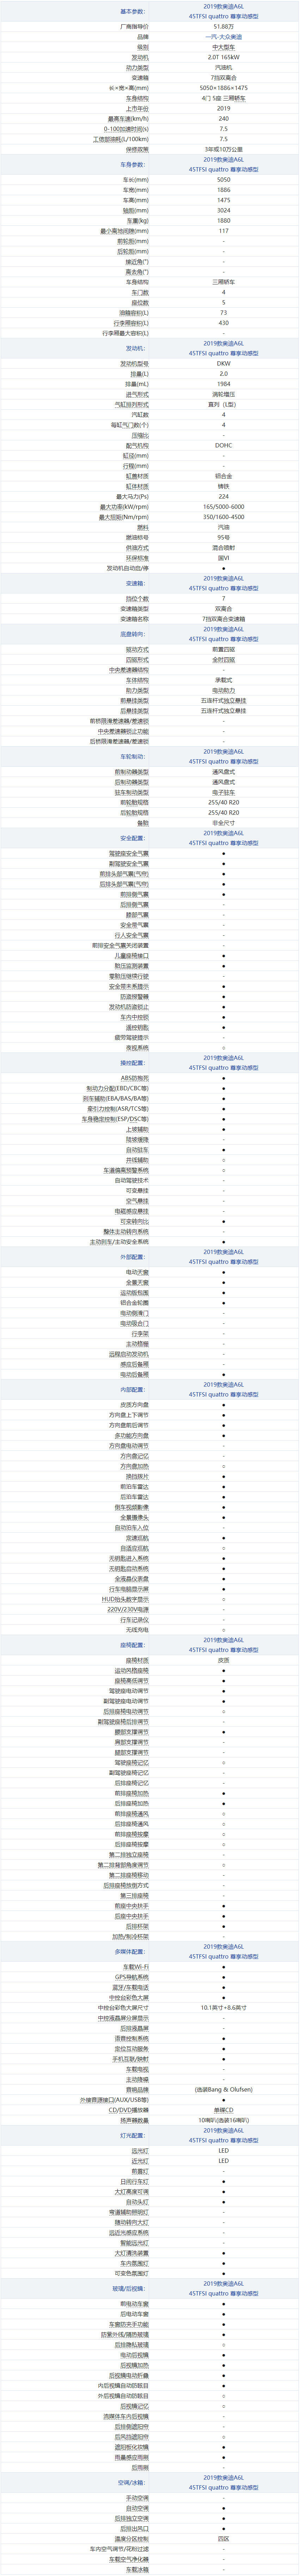 基本参数: 2019款奥迪A6L
45TFSI quattro 尊享动感型
厂商指导价 51.88万
品牌 一汽-大众奥迪
级别 中大型车
发动机 2.0T 165kW
动力类型 汽油机
变速箱 7挡双离合
长×宽×高(mm) 5050×1886×1475
车身结构 4门 5座 三厢轿车
上市年份 2019
最高车速(km/h) 240
0-100加速时间(s) 7.5
工信部油耗(L/100km) 7.5
保修政策 3年或10万公里
车身参数: 2019款奥迪A6L
45TFSI quattro 尊享动感型
车长(mm) 5050
车宽(mm) 1886
车高(mm) 1475
轴距(mm) 3024
车重(kg) 1880
最小离地间隙(mm) 117
前轮距(mm) -
后轮距(mm) -
接近角(°) -
离去角(°) -
车身结构 三厢轿车
车门数 4
座位数 5
油箱容积(L) 73
行李厢容积(L) 430
行李厢最大容积(L) -
发动机: 2019款奥迪A6L
45TFSI quattro 尊享动感型
发动机型号 DKW
排量(L) 2.0
排量(mL) 1984
进气形式 涡轮增压
气缸排列形式 直列（L型）
汽缸数 4
每缸气门数(个) 4
压缩比 -
配气机构 DOHC
缸径(mm) -
行程(mm) -
缸盖材质 铝合金
缸体材质 铸铁
最大马力(Ps) 224
最大功率(kW/rpm) 165/5000-6000
最大扭矩(Nm/rpm) 350/1600-4500
燃料 汽油
燃油标号 95号
供油方式 混合喷射
环保标准 国VI
发动机自动启/停 ●
变速箱: 2019款奥迪A6L
45TFSI quattro 尊享动感型
挡位个数 7
变速箱类型 双离合
变速箱名称 7挡双离合变速箱
底盘转向: 2019款奥迪A6L
45TFSI quattro 尊享动感型
驱动方式 前置四驱
四驱形式 全时四驱
中央差速器结构 -
车体结构 承载式
助力类型 电动助力
前悬挂类型 五连杆式独立悬挂
后悬挂类型 五连杆式独立悬挂
前桥限滑差速器/差速锁 -
中央差速器锁止功能 -
后桥限滑差速器/差速锁 -
车轮制动: 2019款奥迪A6L
45TFSI quattro 尊享动感型
前制动器类型 通风盘式
后制动器类型 通风盘式
驻车制动类型 电子驻车
前轮胎规格 255/40 R20
后轮胎规格 255/40 R20
备胎 非全尺寸
安全配置: 2019款奥迪A6L
45TFSI quattro 尊享动感型
驾驶座安全气囊 ●
副驾驶安全气囊 ●
前排头部气囊(气帘) ●
后排头部气囊(气帘) ●
前排侧气囊 ●
后排侧气囊 -
膝部气囊 -
安全带气囊 -
行人安全气囊 -
前排安全气囊关闭装置 -
儿童座椅接口 ●
胎压监测装置 ●
零胎压继续行驶 -
安全带未系提示 ●
防盗报警器 ●
发动机防盗锁止 ●
车内中控锁 ●
遥控钥匙 ●
疲劳驾驶提示 -
夜视系统 ○
操控配置: 2019款奥迪A6L
45TFSI quattro 尊享动感型
ABS防抱死 ●
制动力分配(EBD/CBC等) ●
刹车辅助(EBA/BAS/BA等) ●
牵引力控制(ASR/TCS等) ●
车身稳定控制(ESP/DSC等) ●
上坡辅助 ●
陡坡缓降 -
自动驻车 ●
并线辅助 ○
车道偏离预警系统 ○
自动驾驶技术 -
可变悬挂 -
空气悬挂 -
电磁感应悬挂 -
可变转向比 ●
整体主动转向系统 -
主动刹车/主动安全系统 ●
外部配置: 2019款奥迪A6L
45TFSI quattro 尊享动感型
电动天窗 ●
全景天窗 ●
运动版包围 ●
铝合金轮圈 ●
电动侧滑门 -
电动吸合门 -
行李架 -
主动格栅 -
远程启动发动机 -
感应后备厢 -
电动后备厢 ●
内部配置: 2019款奥迪A6L
45TFSI quattro 尊享动感型
皮质方向盘 ●
方向盘上下调节 ●
方向盘前后调节 ●
多功能方向盘 ●
方向盘电动调节 -
方向盘记忆 -
方向盘加热 ○
换挡拨片 ●
前泊车雷达 ●
后泊车雷达 ●
倒车视频影像 ●
全景摄像头 ●
自动泊车入位 -
定速巡航 ●
自适应巡航 ○
无钥匙进入系统 ●
无钥匙启动系统 ●
全液晶仪表盘 ●
行车电脑显示屏 ●
HUD抬头数字显示 ○
220V/230V电源 -
行车记录仪 -
无线充电 ○
座椅配置: 2019款奥迪A6L
45TFSI quattro 尊享动感型
座椅材质 皮质
运动风格座椅 ●
座椅高低调节 ●
驾驶座电动调节 ●
副驾驶座电动调节 ●
后排座椅电动调节 ○
副驾驶座椅后排调节 -
腰部支撑调节 ●
肩部支撑调节 -
腿部支撑调节 -
驾驶座椅记忆 ○
副驾驶座椅记忆 -
后排座椅记忆 -
前排座椅加热 ●
后排座椅加热 ●
前排座椅通风 ○
后排座椅通风 ○
前排座椅按摩 ○
后排座椅按摩 ○
第二排独立座椅 -
第二排背部角度调节 ○
第二排座椅移动 -
后排座椅放倒方式 -
第三排座椅 -
前座中央扶手 ●
后座中央扶手 ●
后排杯架 ●
加热/制冷杯架 -
多媒体配置: 2019款奥迪A6L
45TFSI quattro 尊享动感型
车载Wi-Fi ●
GPS导航系统 ●
蓝牙/车载电话 ●
中控台彩色大屏 ●
中控台彩色大屏尺寸 10.1英寸+8.6英寸
中控液晶屏分屏显示 -
后排液晶屏 -
语音控制系统 ●
定位互动服务 ●
手机互联/映射 ●
车载电视 -
主动降噪 -
音响品牌 (选装Bang & Olufsen)
外接音源接口(AUX/USB等) ●
CD/DVD播放器 单碟CD
扬声器数量 10喇叭(选装16喇叭)
灯光配置: 2019款奥迪A6L
45TFSI quattro 尊享动感型
远光灯 LED
近光灯 LED
前雾灯 -
日间行车灯 ●
大灯高度可调 ●
自动头灯 ●
弯道辅助照明灯 -
随动转向大灯 -
远近光感应系统 -
智能远光灯 -
大灯清洗装置 ●
车内氛围灯 ●
可变色氛围灯 ●
玻璃/后视镜: 2019款奥迪A6L
45TFSI quattro 尊享动感型
前电动车窗 ●
后电动车窗 ●
车窗防夹手功能 ●
防紫外线/隔热玻璃 ●
后排隐私玻璃 ○
电动后视镜 ●
后视镜加热 ●
后视镜电动折叠 ●
内后视镜自动防眩目 ●
外后视镜自动防眩目 ○
后视镜记忆 ○
流媒体车内后视镜 -
后排侧遮阳帘 -
后风挡遮阳帘 ○
遮阳板化妆镜 ●
雨量感应雨刷 ●
后雨刷 -
空调/冰箱: 2019款奥迪A6L
45TFSI quattro 尊享动感型
手动空调 -
自动空调 ●
后排独立空调 ●
后排出风口 ●
温度分区控制 四区
车内空气调节/花粉过滤 -
车载空气净化器 -
车载冰箱 -